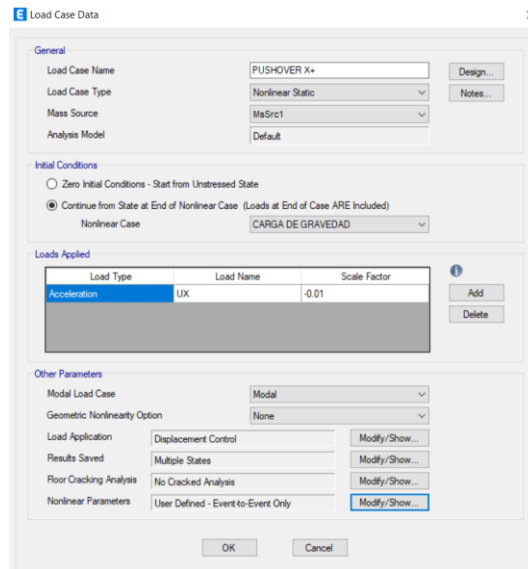 E Load Case Data
General
Load Case Name PUSHOVER X+ Design...
Load Case Type Nonlinear Static Notes...
Mass Source MsSrc1
Analysis Model Default
Initial Conditions
Zero Initial Conditions - Start from Unstressed State
Continue from State at End of Nonlinear Case (Loads at End of Case ARE Included)
Nonlinear Case CARGA DE GRAVEDAD
Loads Applied
Load Type Load Name Scale Factor
Acceleration UX -0.01 Add
Delete
Other Parameters
Modal Load Case Modal
Geometric Nonlinearity Option None
Load Application Displacement Control Modify/Show...
Results Saved Multiple States Modify/Show...
Floor Cracking Analysis No Cracked Analysis Modify/Show...
Nonlinear Parameters User Defined - Event-to-Event Only Modify/Show...
OK Cancel